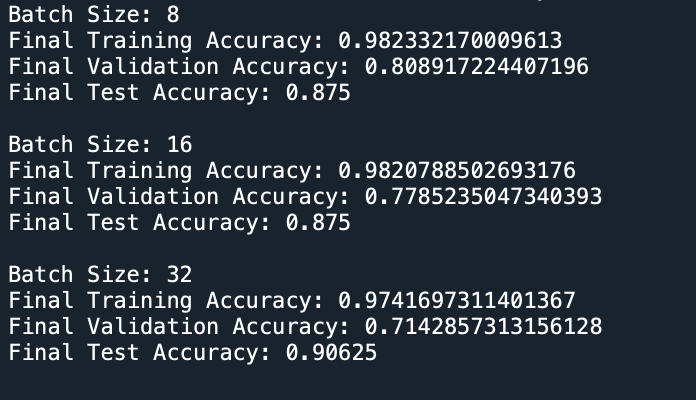 Batch Size: 8
Final Training Accuracy: 0.982332170009613
Final Validation Accuracy: 0.808917224407196
Final Test Accuracy: 0.875
Batch Size: 16
Final Training Accuracy: 0.9820788502693176
Final Validation Accuracy: 0.7785235047340393
Final Test Accuracy: 0.875
Batch Size: 32
Final Training Accuracy: 0.9741697311401367
Final Validation Accuracy: 0.7142857313156128
Final Test Accuracy: 0.90625